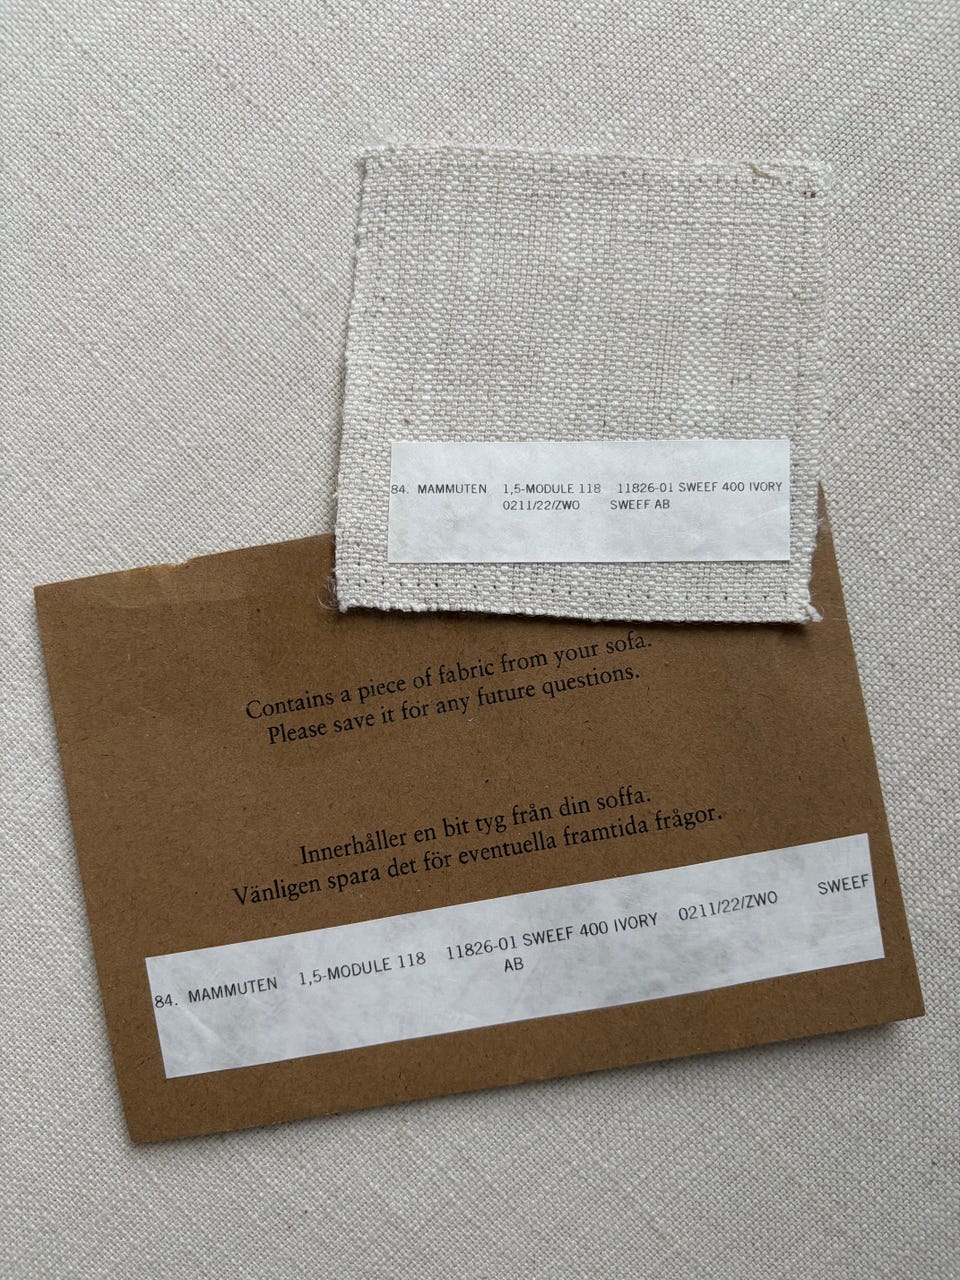 84. MAMMUTEN 1,5-MODULE 118 11826-01 SWEEF 400 IVORY
0211/22/ZWO SWEEF AB
Contains a piece of fabric from your sofa.
Please save it for any future questions.
Innerhåller en bit tyg från din soffa.
Vänligen spara det för eventuella framtida frågor.
84. MAMMUTEN 1,5-MODULE 118 11826-01 SWEEF 400 IVORY 0211/22/ZWO SWEEF
AB